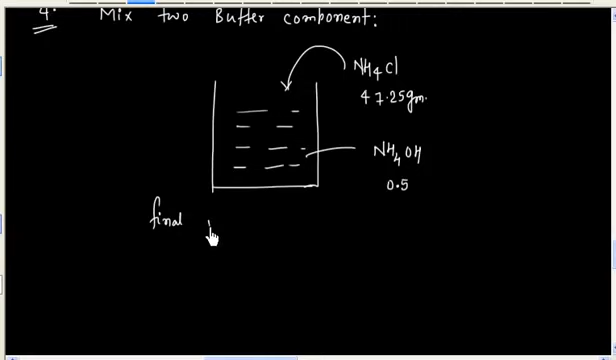 4. Mix two Buffer component:
NH4Cl
47.25gm.
NH4OH
0.5
final